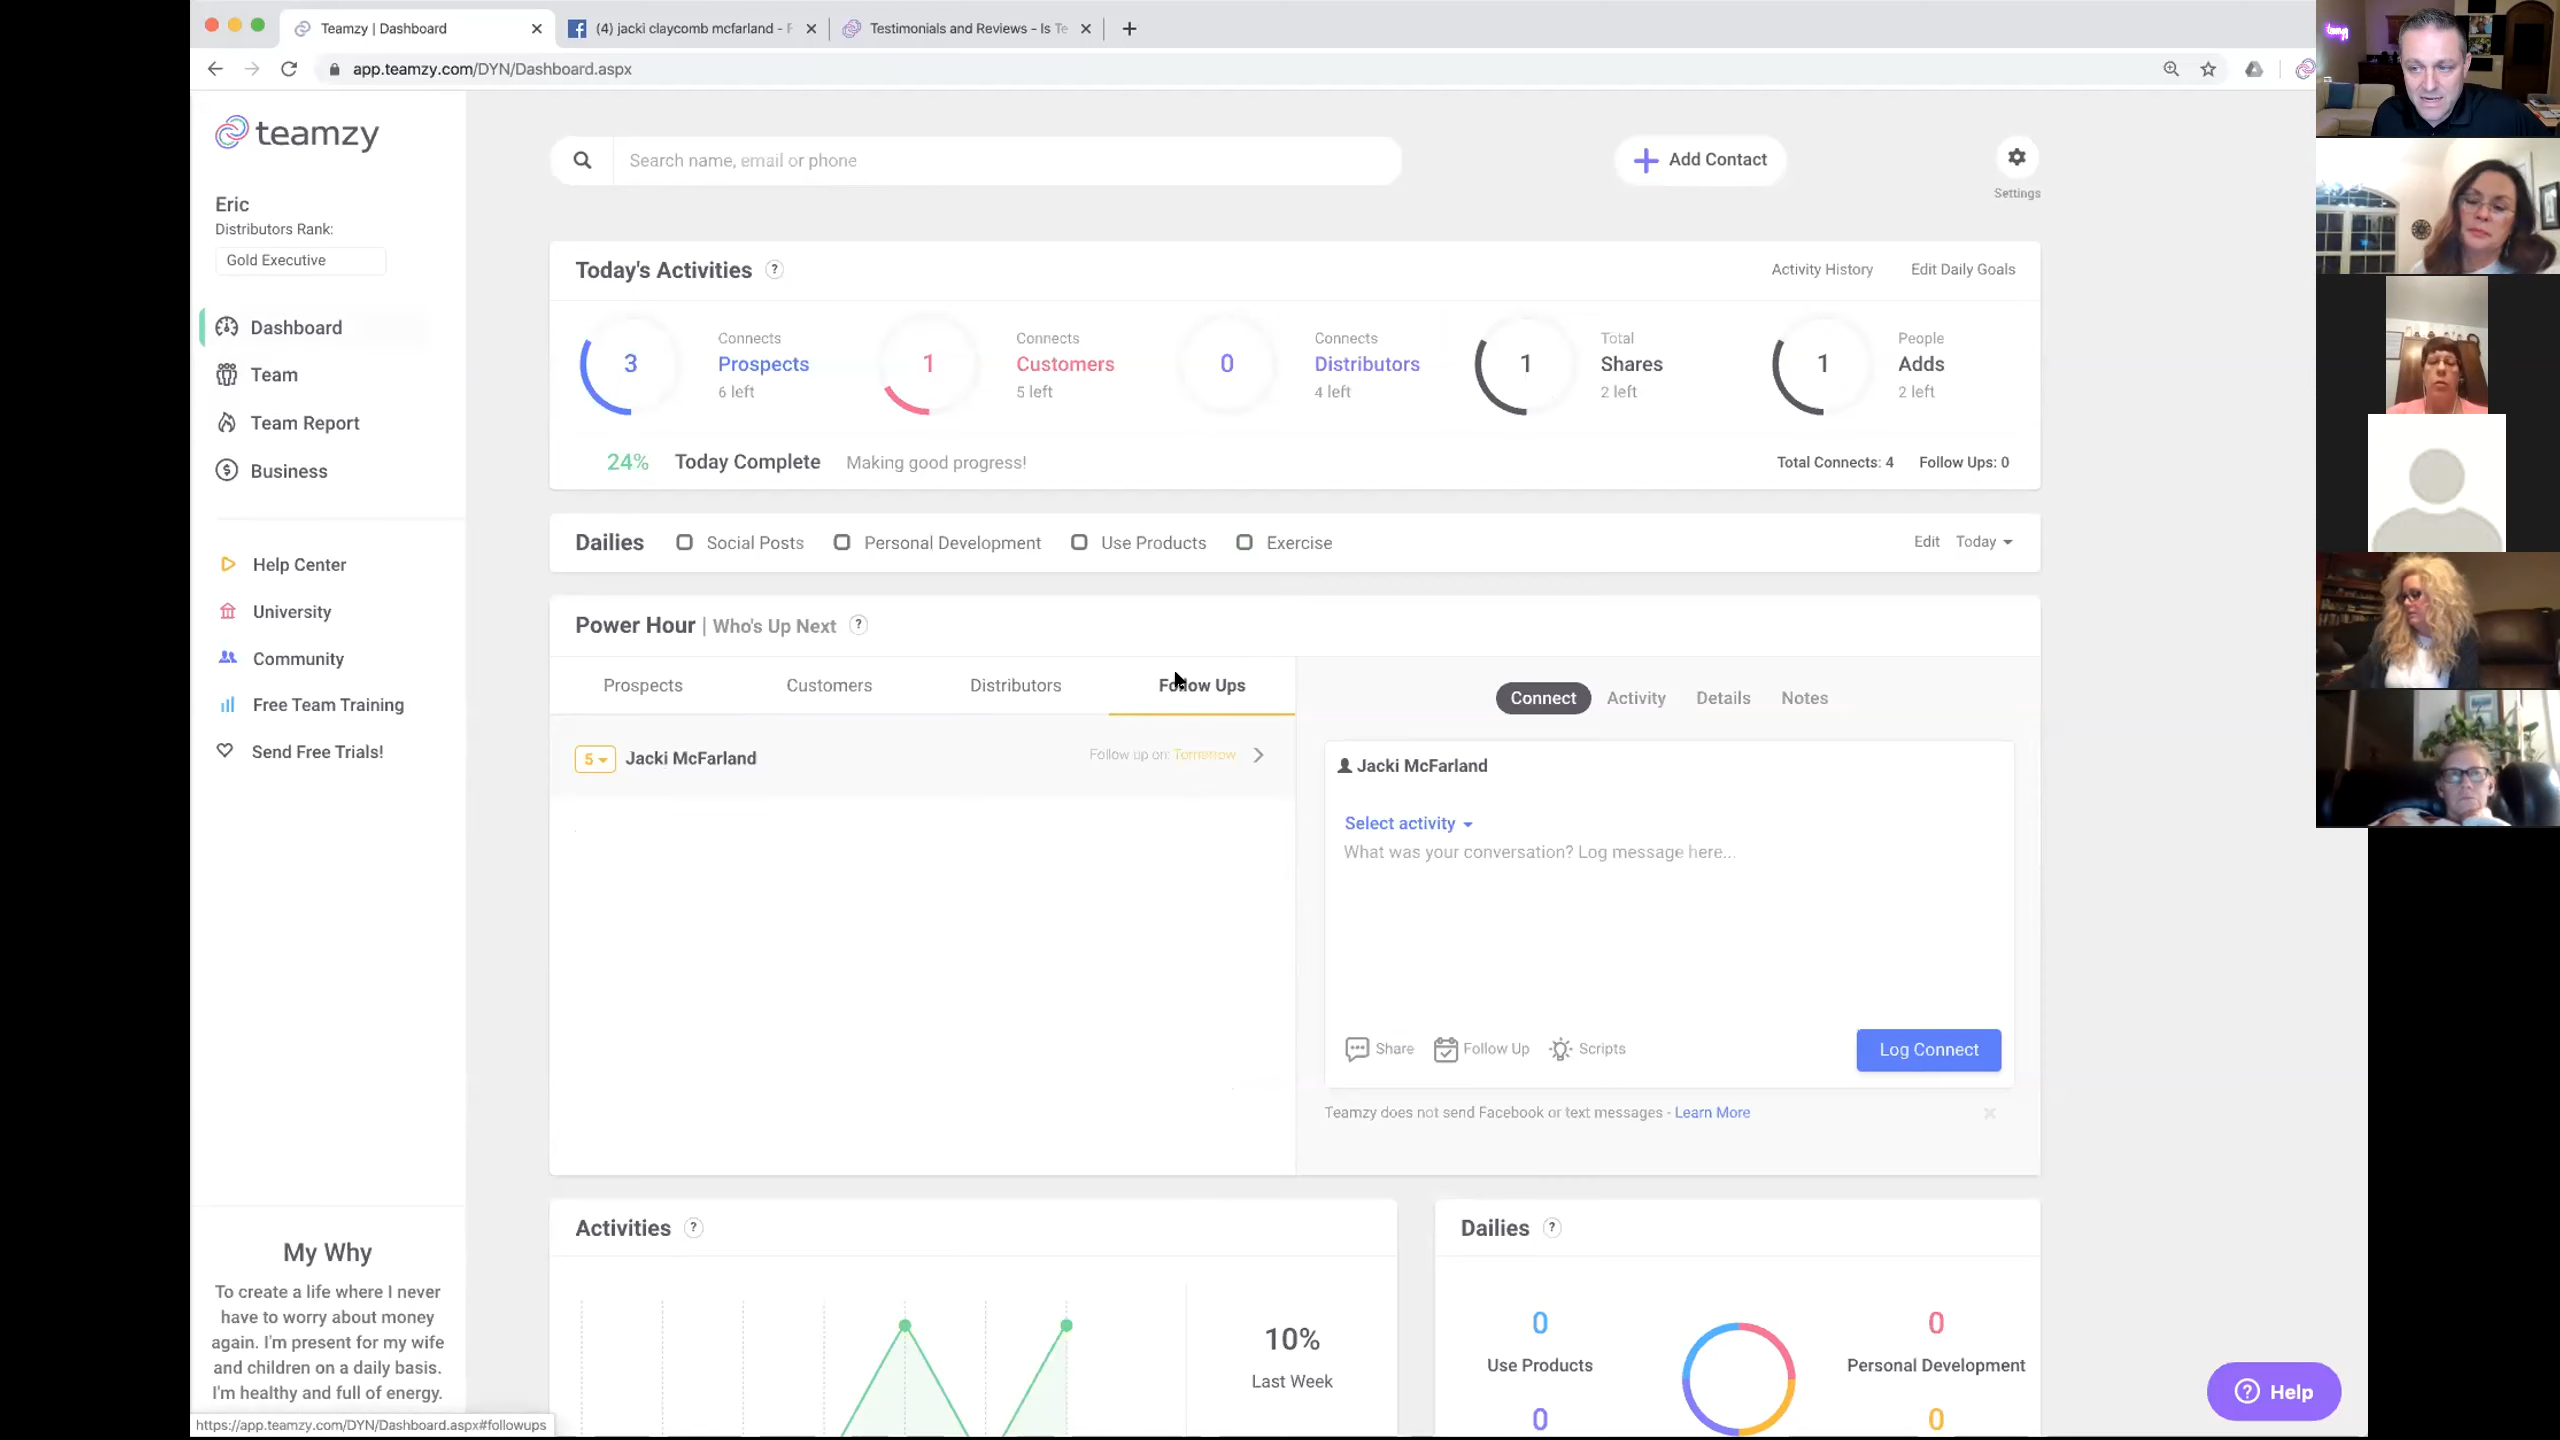 Teamzy | Dashboard
(4) jacki claycomb mcfarland - F
Testimonials and Reviews - Is Te
app.teamzy.com/DYN/Dashboard.aspx
teamzy
Eric
Distributors Rank:
Gold Executive
Dashboard
Team
Team Report
Business
Help Center
University
Community
Free Team Training
Send Free Trials!
My Why
To create a life where I never
have to worry about money
again. I'm present for my wife
and children on a daily basis.
I'm healthy and full of energy.
https://app.teamzy.com/DYN/Dashboard.aspx#followups
Search name, email or phone
Add Contact
Settings
Today's Activities ?
Activity History
Edit Daily Goals
3
Connects
Prospects
6 left
1
Connects
Customers
5 left
0
Connects
Distributors
4 left
1
Total
Shares
2 left
1
People
Adds
2 left
24% Today Complete Making good progress!
Total Connects: 4 Follow Ups: 0
Dailies Social Posts Personal Development Use Products Exercise
Edit Today
Power Hour | Who's Up Next ?
Prospects Customers Distributors Follow Ups
5 Jacki McFarland
Follow up on: Tomorrow
Connect Activity Details Notes
Jacki McFarland
Select activity
What was your conversation? Log message here...
Share Follow Up Scripts
Log Connect
Teamzy does not send Facebook or text messages - Learn More
Activities ?
10%
Last Week
Dailies ?
0
Use Products
0
0
Personal Development
0
? Help